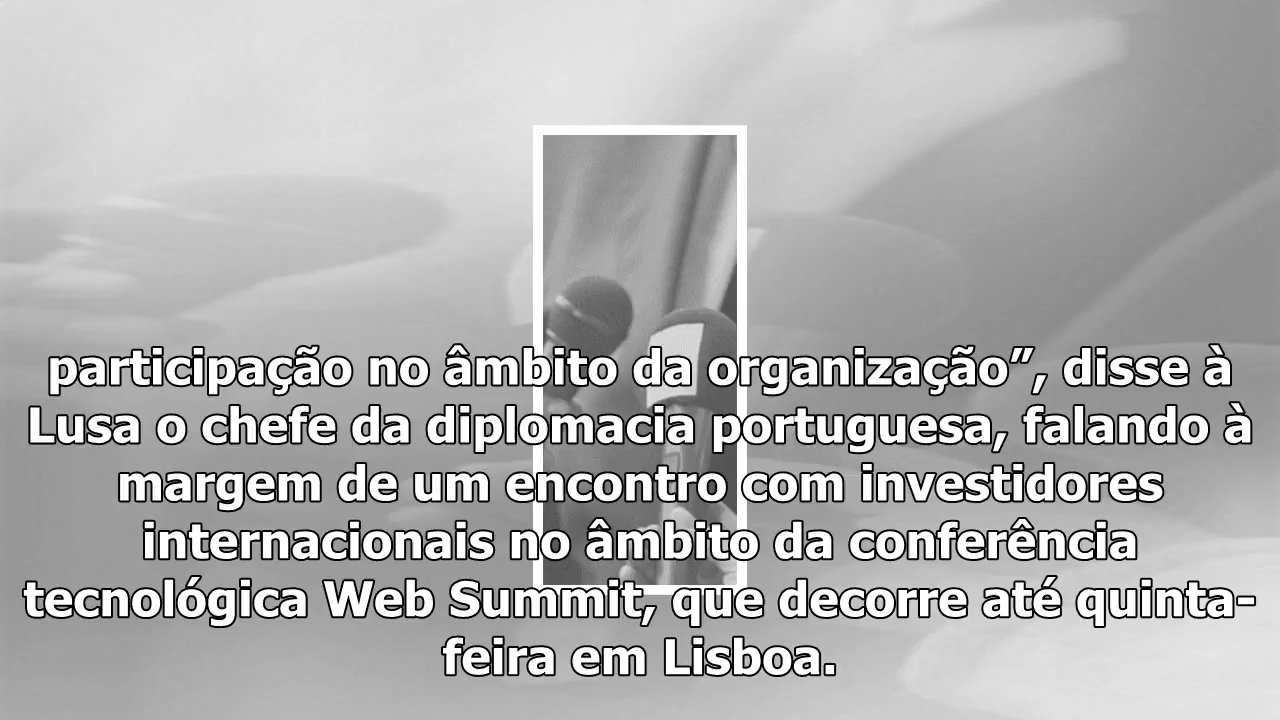 participação no âmbito da organização”, disse à
Lusa o chefe da diplomacia portuguesa, falando à
margem de um encontro com investidores
internacionais no âmbito da conferência
tecnológica Web Summit, que decorre até quinta-
feira em Lisboa.